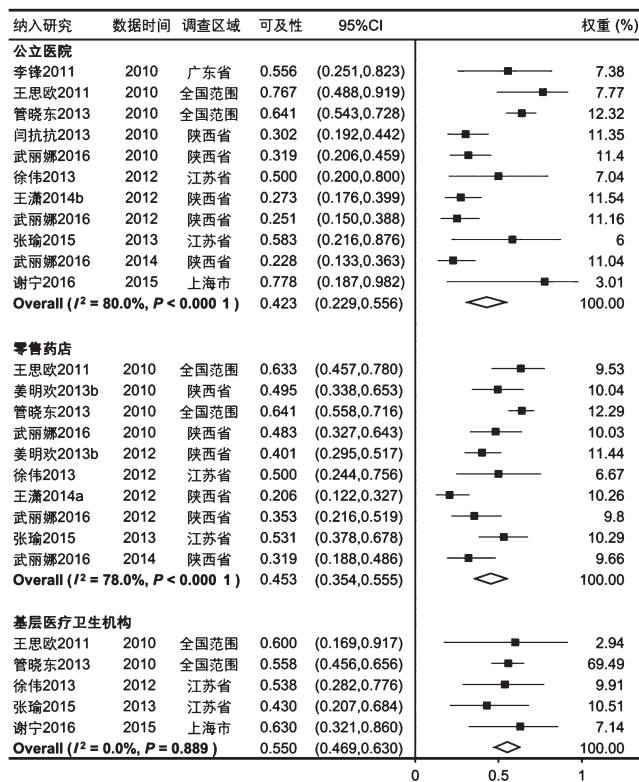 纳入研究 数据时间 调查区域 可及性 95%CI 权重 (%)
公立医院
李锋2011 2010 广东省 0.556 (0.251,0.823) 7.38
王思欧2011 2010 全国范围 0.767 (0.488,0.919) 7.77
管晓东2013 2010 全国范围 0.641 (0.543,0.728) 12.32
闫抗抗2013 2010 陕西省 0.302 (0.192,0.442) 11.35
武丽娜2016 2010 陕西省 0.319 (0.206,0.459) 11.4
徐伟2013 2012 江苏省 0.500 (0.200,0.800) 7.04
王潇2014b 2012 陕西省 0.273 (0.176,0.399) 11.54
武丽娜2016 2012 陕西省 0.251 (0.150,0.388) 11.16
张瑜2015 2013 江苏省 0.583 (0.216,0.876) 6
武丽娜2016 2014 陕西省 0.228 (0.133,0.363) 11.04
谢宁2016 2015 上海市 0.778 (0.187,0.982) 3.01
Overall (I² = 80.0%, P < 0.000 1) 0.423 (0.229,0.556) 100.00
零售药店
王思欧2011 2010 全国范围 0.633 (0.457,0.780) 9.53
姜明欢2013b 2010 陕西省 0.495 (0.338,0.653) 10.04
管晓东2013 2010 全国范围 0.641 (0.558,0.716) 12.29
武丽娜2016 2010 陕西省 0.483 (0.327,0.643) 10.03
姜明欢2013b 2012 陕西省 0.401 (0.295,0.517) 11.44
徐伟2013 2012 江苏省 0.500 (0.244,0.756) 6.67
王潇2014a 2012 陕西省 0.206 (0.122,0.327) 10.26
武丽娜2016 2012 陕西省 0.353 (0.216,0.519) 9.8
张瑜2015 2013 江苏省 0.531 (0.378,0.678) 10.29
武丽娜2016 2014 陕西省 0.319 (0.188,0.486) 9.66
Overall (I² = 78.0%, P < 0.000 1) 0.453 (0.354,0.555) 100.00
基层医疗卫生机构
王思欧2011 2010 全国范围 0.600 (0.169,0.917) 2.94
管晓东2013 2010 全国范围 0.558 (0.456,0.656) 69.49
徐伟2013 2012 江苏省 0.538 (0.282,0.776) 9.91
张瑜2015 2013 江苏省 0.430 (0.207,0.684) 10.51
谢宁2016 2015 上海市 0.630 (0.321,0.860) 7.14
Overall (I² = 0.0%, P = 0.889 ) 0.550 (0.469,0.630) 100.00
0 0.5 1